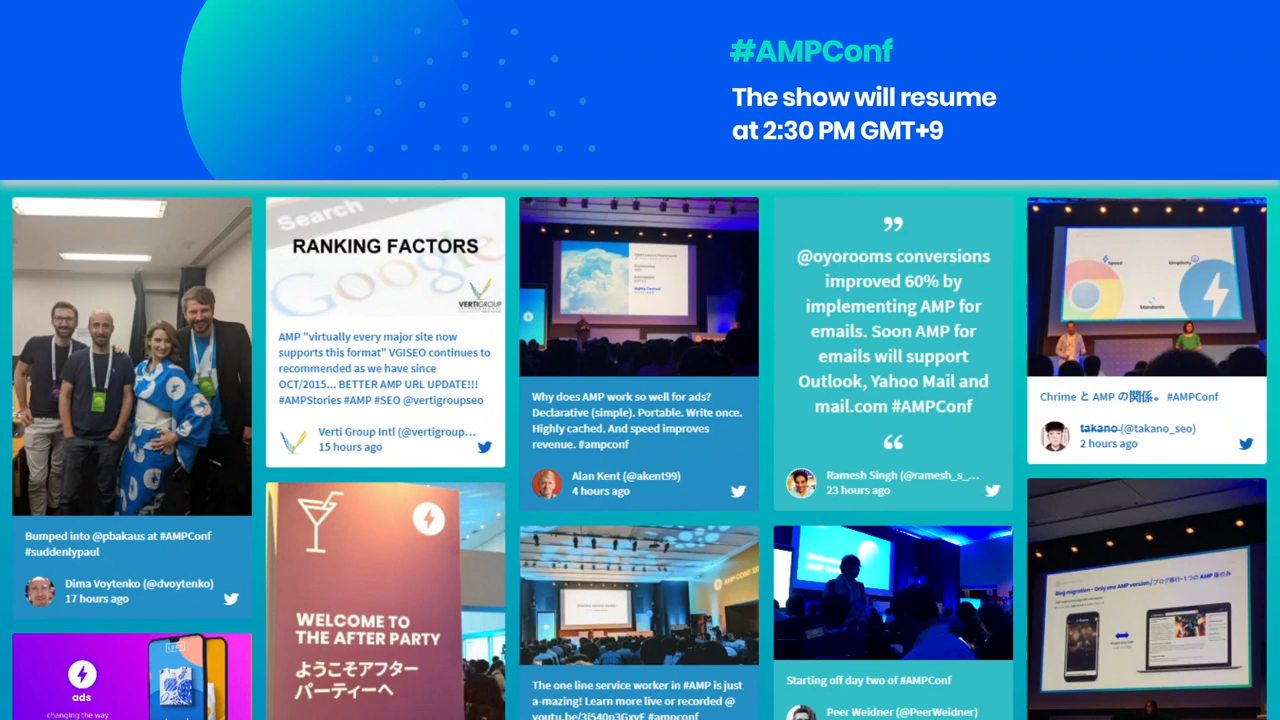 #AMPConf
The show will resume
at 2:30 PM GMT+9
Bumped into @pbakaus at #AMPConf
#suddenlypaul
Dima Voytenko (@dvoytenko)
17 hours ago
ads
changing the way
Search
RANKING FACTORS
Google
VERTIGROUP
AMP "virtually every major site now
supports this format" VGISEO continues to
recommended as we have since
OCT/2015... BETTER AMP URL UPDATE!!!
#AMPStories #AMP #SEO @vertigroupseo
Verti Group Intl (@vertigroup...
15 hours ago
WELCOME TO
THE AFTER PARTY
ようこそアフター
パーティーへ
Why does AMP work so well for ads?
Declarative (simple). Portable. Write once.
Highly cached. And speed improves
revenue. #ampconf
Alan Kent (@akent99)
4 hours ago
The one line service worker in #AMP is just
a-mazing! Learn more live or recorded @
youtu.be/3j540p3GxvE #ampconf
”
@oyorooms conversions
improved 60% by
implementing AMP for
emails. Soon AMP for
emails will support
Outlook, Yahoo Mail and
mail.com #AMPConf
“
Ramesh Singh (@ramesh_s_...
23 hours ago
Starting off day two of #AMPConf
Peer Weidner (@PeerWeidner)
Speed
Simplicity
Standards
Chrime と AMP の関係。 #AMPConf
takano (@takano_seo)
2 hours ago
Blog migration - Only one AMP version / ブログ移行- 1 つの AMP 版のみ